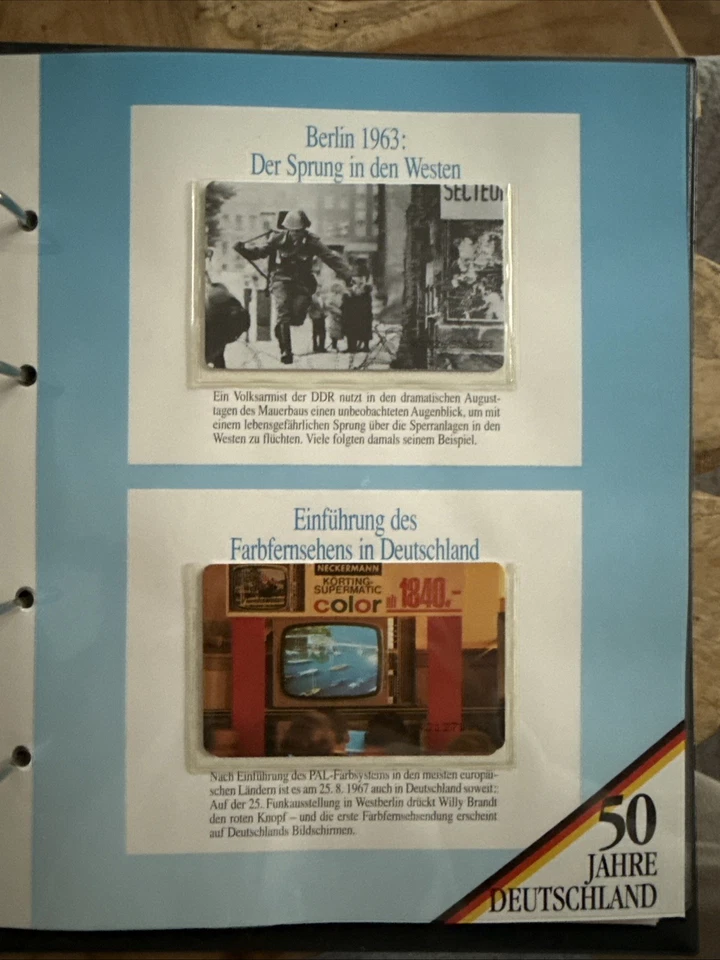 Berlin 1963:
Der Sprung in den Westen
SECTEU
Ein Volksarmist der DDR nutzt in den dramatischen August-
tagen des Mauerbaus einen unbeobachteten Augenblick, um mit
einem lebensgefährlichen Sprung über die Sperranlagen in den
Westen zu flüchten. Viele folgten damals seinem Beispiel.
Einführung des
Farbfernsehens in Deutschland
NECKERMANN
KÖRTING-
SUPERMATIC
color ab 1840.-
Nach Einführung des PAL-Farbsystems in den meisten europäi-
schen Ländern ist es am 25. 8. 1967 auch in Deutschland soweit:
Auf der 25. Funkausstellung in Westberlin drückt Willy Brandt
den roten Knopf – und die erste Farbfernsehsendung erscheint
auf Deutschlands Bildschirmen.
50
JAHRE
DEUTSCHLAND